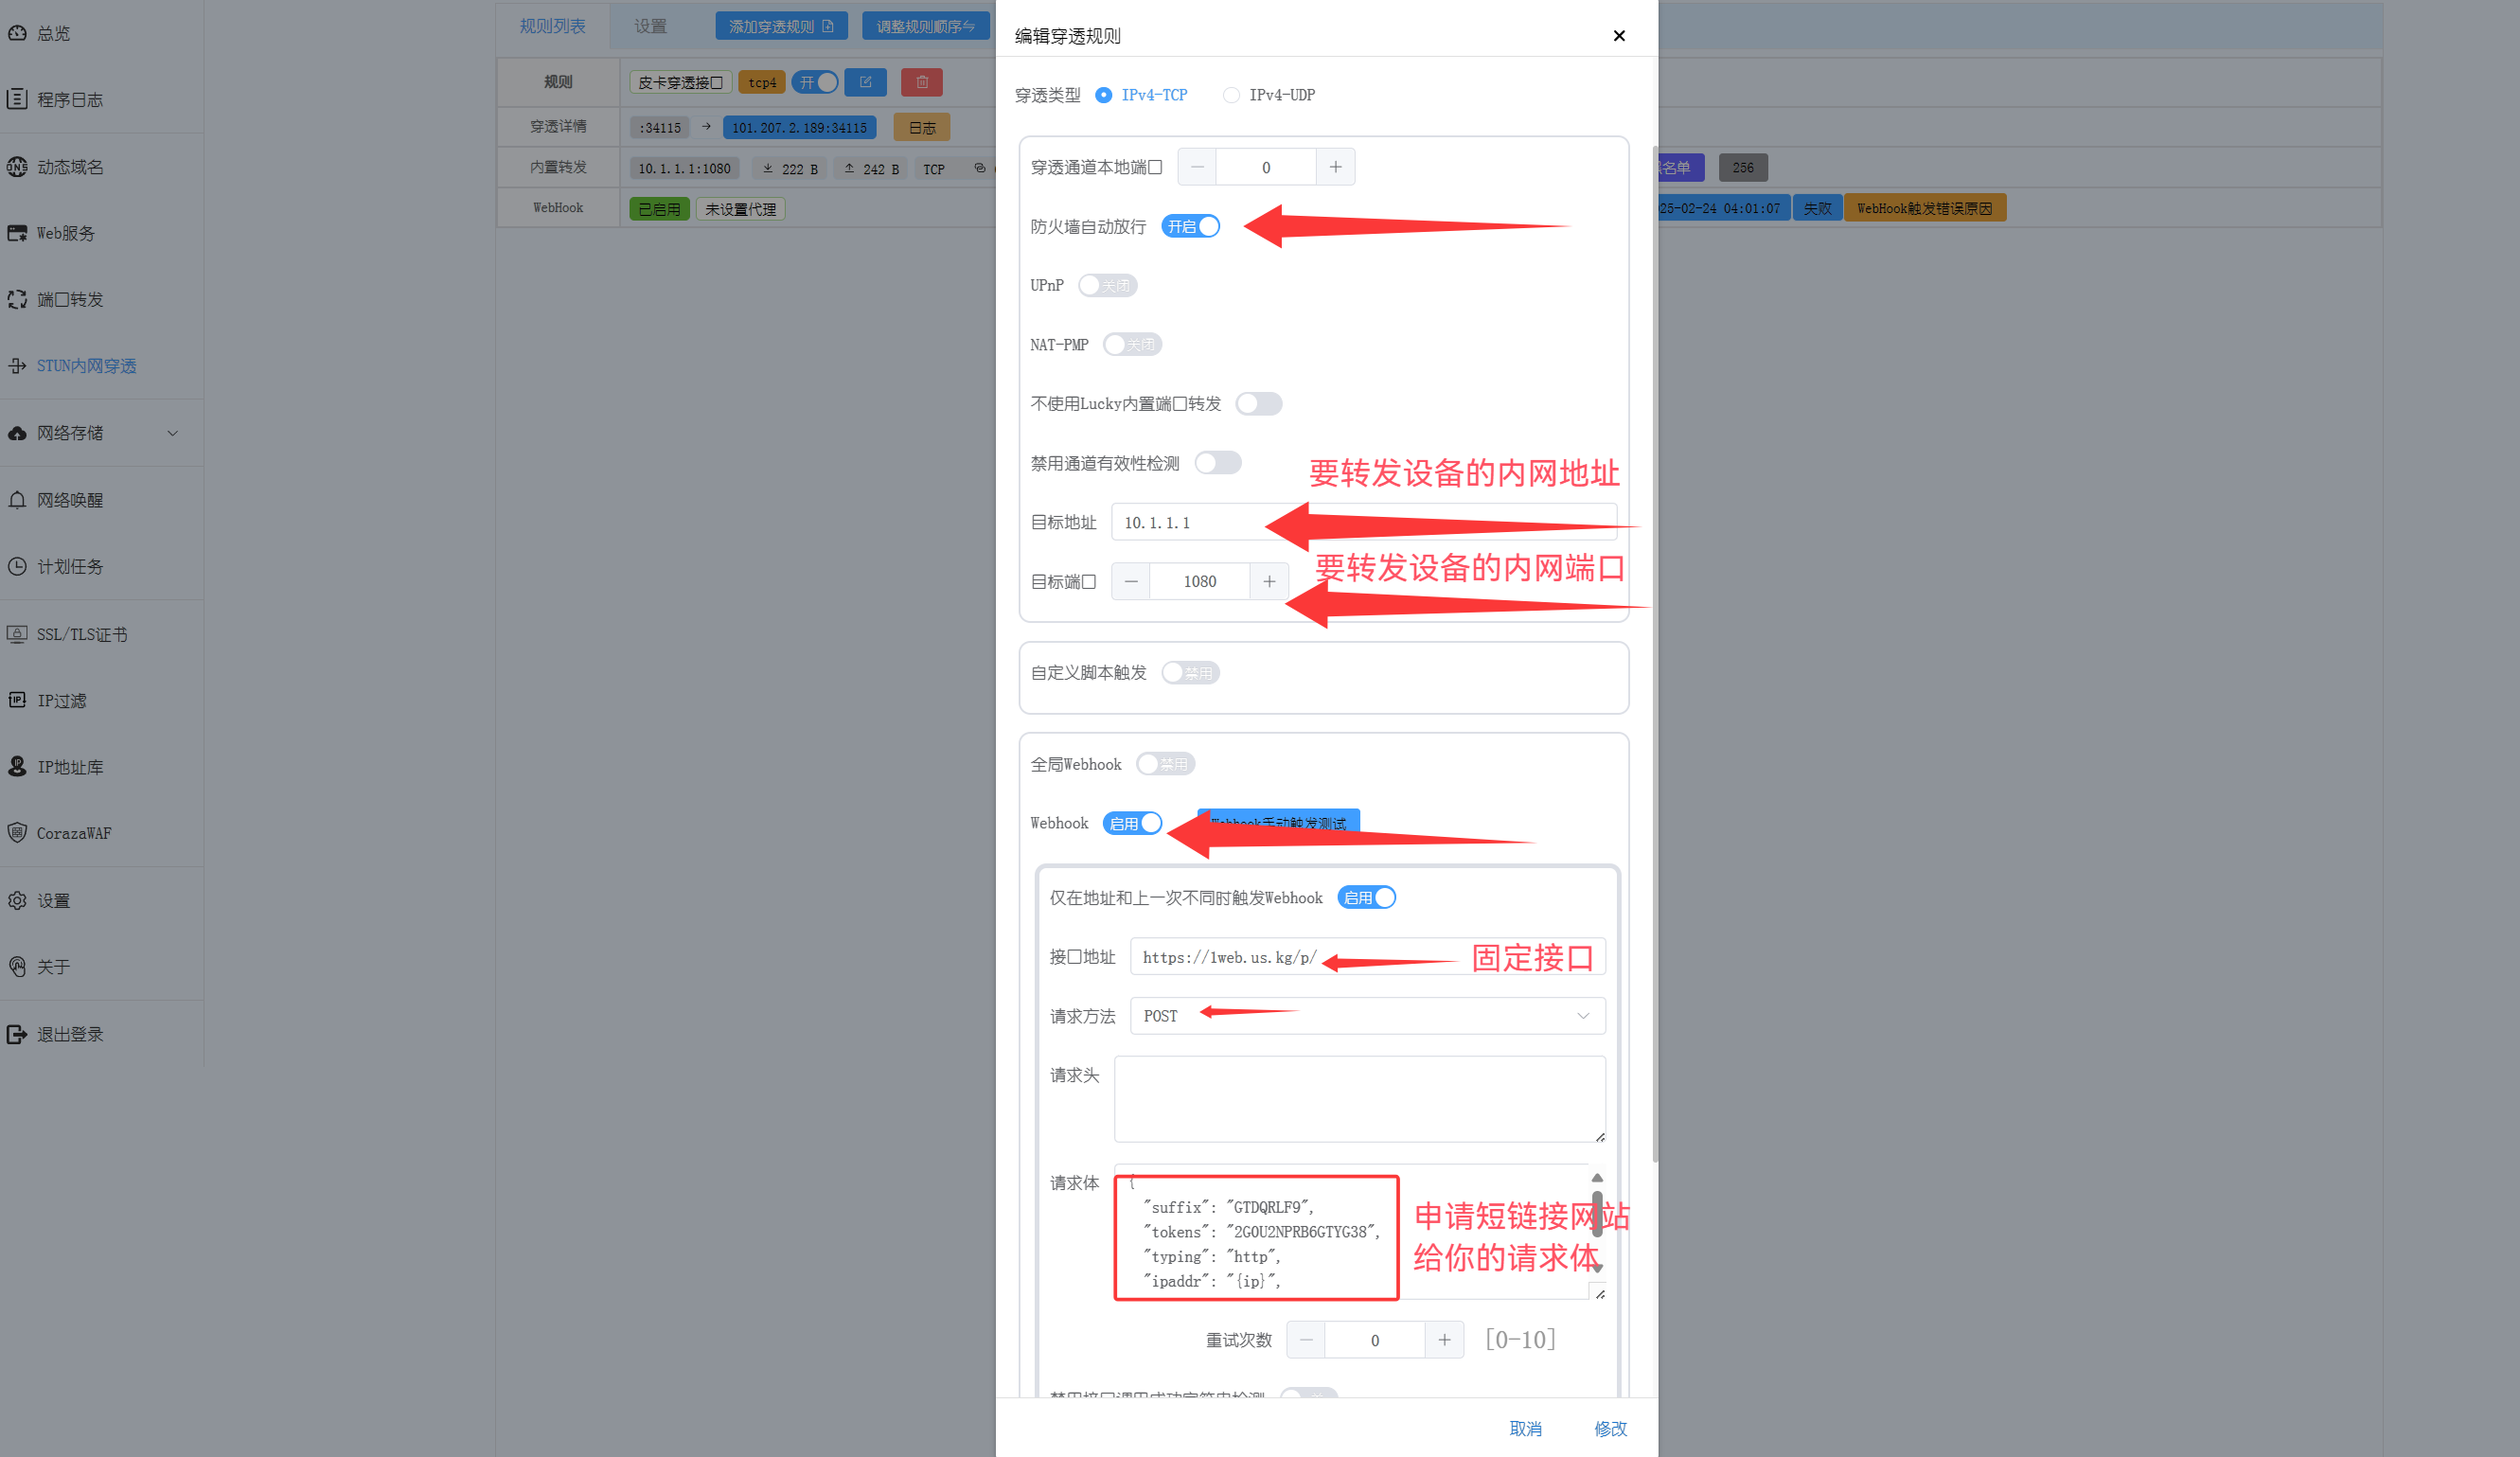 总览
程序日志
动态域名
Web服务
端口转发
STUN内网穿透
网络存储
网络唤醒
计划任务
SSL/TLS证书
IP过滤
IP地址库
CorazaWAF
设置
关于
退出登录
规则列表 设置 添加穿透规则 调整规则顺序
规则 皮卡穿透接口 tcp4 开
穿透详情 :34115 → 101.207.2.189:34115 日志
内置转发 10.1.1.1:1080 222 B 242 B TCP
名单 256
WebHook 已启用 未设置代理
25-02-24 04:01:07 失败 WebHook触发错误原因
编辑穿透规则
穿透类型 IPv4-TCP IPv4-UDP
穿透通道本地端口 0
防火墙自动放行 开启
UPnP 关闭
NAT-PMP 关闭
不使用Lucky内置端口转发
禁用通道有效性检测
要转发设备的内网地址
目标地址 10.1.1.1
要转发设备的内网端口
目标端口 1080
自定义脚本触发 禁用
全局Webhook 禁用
Webhook 启用 Webhook手动触发测试
仅在地址和上一次不同时触发Webhook 启用
接口地址 https://1web.us.kg/p/ 固定接口
请求方法 POST
请求头
请求体 {
"suffix": "GTDQRLF9",
"tokens": "2G0U2NPRB6GTYG38",
"typing": "http",
"ipaddr": "{ip}",
申请短链接网站
给你的请求体
重试次数 0 [0-10]
禁用接口调用成功字符串检测
取消 修改